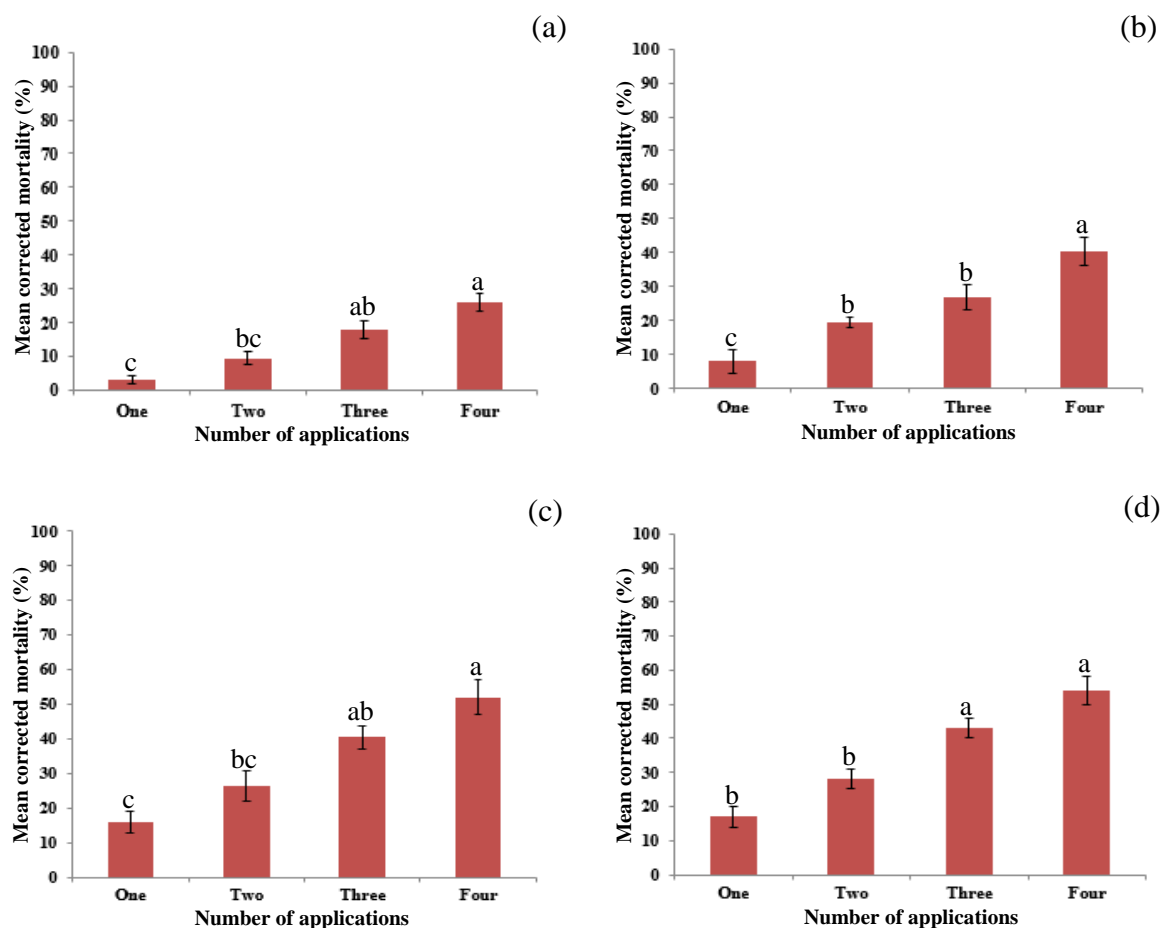 (a)
Mean corrected mortality (%)
100
90
80
70
60
50
40
30
20
10
0
c
bc
ab
a
One Two Three Four
Number of applications
(b)
Mean corrected mortality (%)
100
90
80
70
60
50
40
30
20
10
0
c
b
b
a
One Two Three Four
Number of applications
(c)
Mean corrected mortality (%)
100
90
80
70
60
50
40
30
20
10
0
c
bc
ab
a
One Two Three Four
Number of applications
(d)
Mean corrected mortality (%)
100
90
80
70
60
50
40
30
20
10
0
b
b
a
a
One Two Three Four
Number of applications